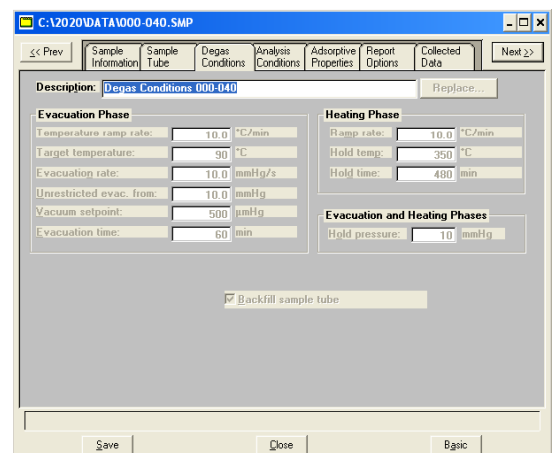 C:\2020\DATA\000-040.SMP
<< Prev
Sample Information
Sample Tube
Degas Conditions
Analysis Conditions
Adsorptive Properties
Report Options
Collected Data
Next >>
Description: Degas Conditions 000-040
Replace...
Evacuation Phase
Temperature ramp rate: 10.0 °C/min
Target temperature: 90 °C
Evacuation rate: 10.0 mmHg/s
Unrestricted evac. from: 10.0 mmHg
Vacuum setpoint: 500 µmHg
Evacuation time: 60 min
Heating Phase
Ramp rate: 10.0 °C/min
Hold temp: 350 °C
Hold time: 480 min
Evacuation and Heating Phases
Hold pressure: 10 mmHg
Backfill sample tube
Save
Close
Basic